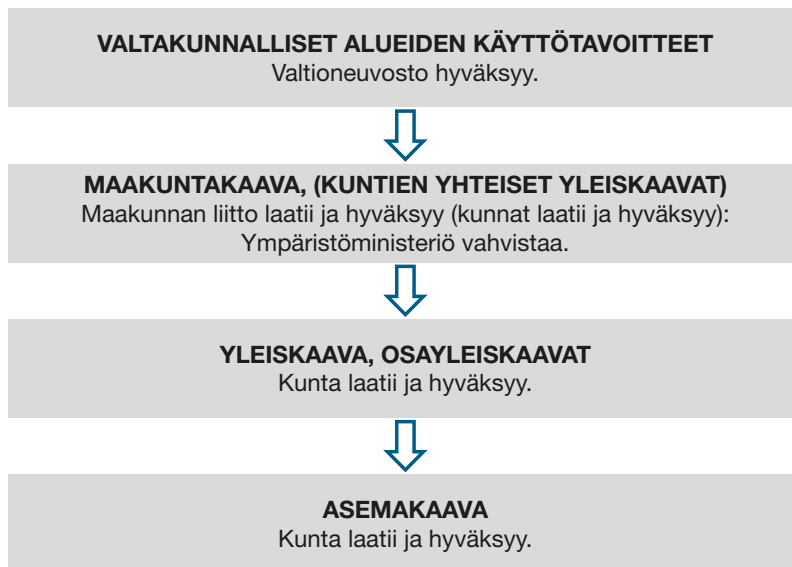 VALTAKUNNALLISET ALUEIDEN KÄYTTÖTAVOITTEET
Valtioneuvosto hyväksyy.
MAAKUNTAKAAVA, (KUNTIEN YHTEISET YLEISKAAVAT)
Maakunnan liitto laatii ja hyväksyy (kunnat laatii ja hyväksyy):
Ympäristöministeriö vahvistaa.
YLEISKAAVA, OSAYLEISKAAVAT
Kunta laatii ja hyväksyy.
ASEMAKAAVA
Kunta laatii ja hyväksyy.